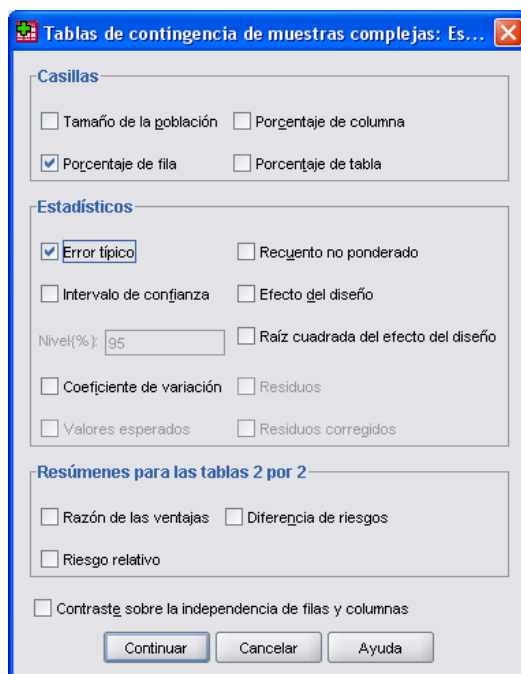 Tablas de contingencia de muestras complejas: Es...
Casillas
Tamaño de la población
Porcentaje de columna
Porcentaje de fila
Porcentaje de tabla
Estadísticos
Error típico
Recuento no ponderado
Intervalo de confianza
Efecto del diseño
Nivel(%): 95
Raíz cuadrada del efecto del diseño
Coeficiente de variación
Residuos
Valores esperados
Residuos corregidos
Resúmenes para las tablas 2 por 2
Razón de las ventajas
Diferencia de riesgos
Riesgo relativo
Contraste sobre la independencia de filas y columnas
Continuar
Cancelar
Ayuda